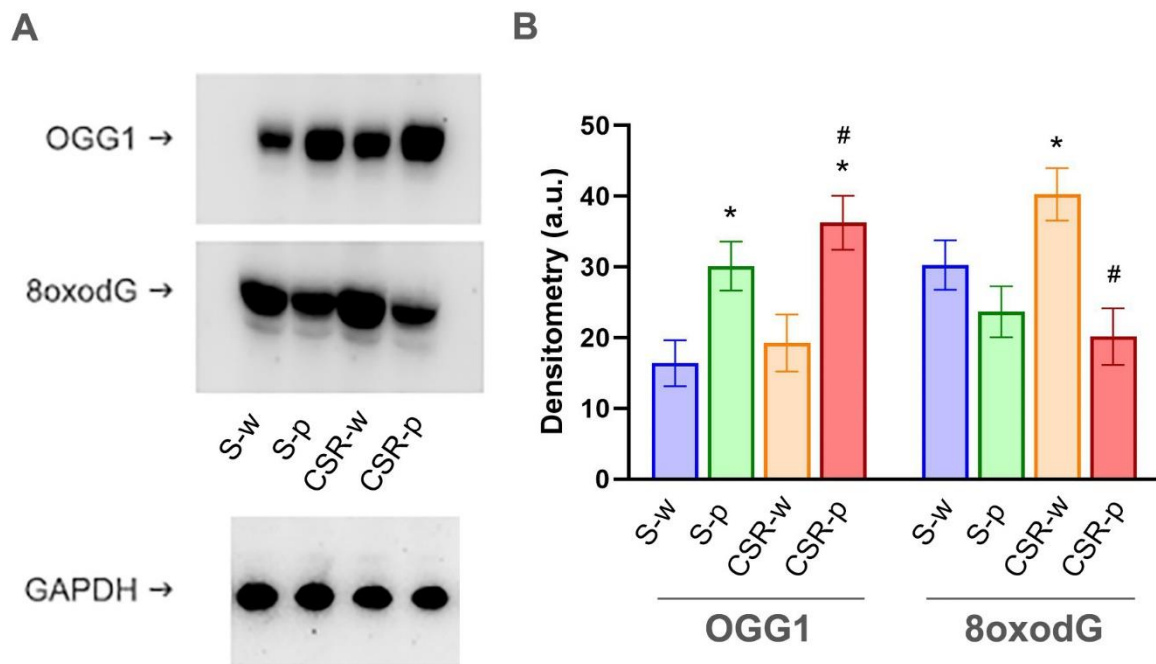 A
OGG1 →
8oxodG →
S-w S-p CSR-w CSR-p
GAPDH →
B
Densitometry (a.u.)
50
40
30
20
10
0
*
#
*
*
#
S-w S-p CSR-w CSR-p S-w S-p CSR-w CSR-p
OGG1 8oxodG